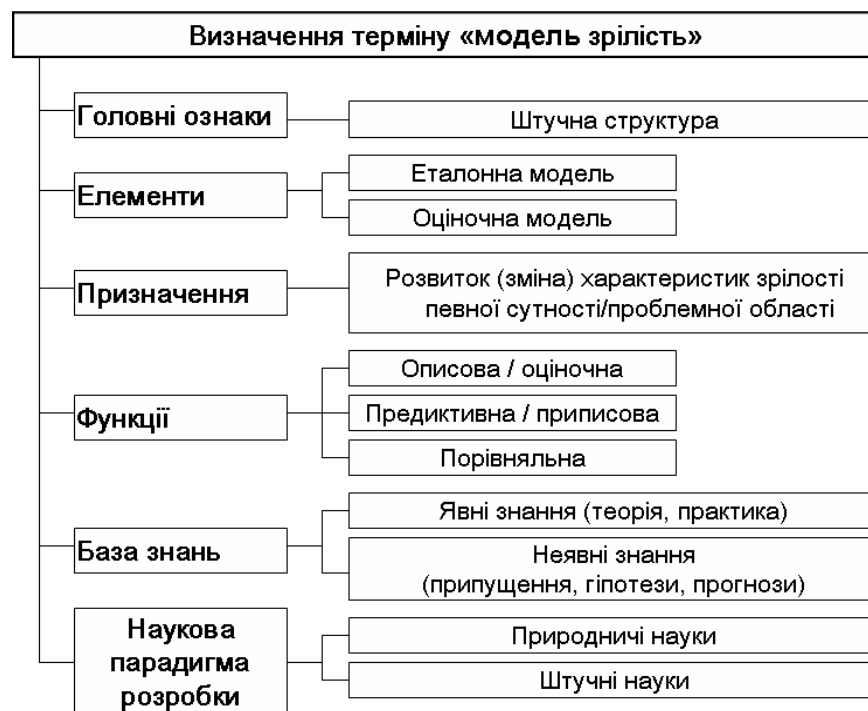 Визначення терміну «модель зрілість»
Головні ознаки
Штучна структура
Елементи
Еталонна модель
Оціночна модель
Призначення
Розвиток (зміна) характеристик зрілості
певної сутності/проблемної області
Функції
Описова / оціночна
Предиктивна / приписова
Порівняльна
База знань
Явні знання (теорія, практика)
Неявні знання
(припущення, гіпотези, прогнози)
Наукова
парадигма
розробки
Природничі науки
Штучні науки